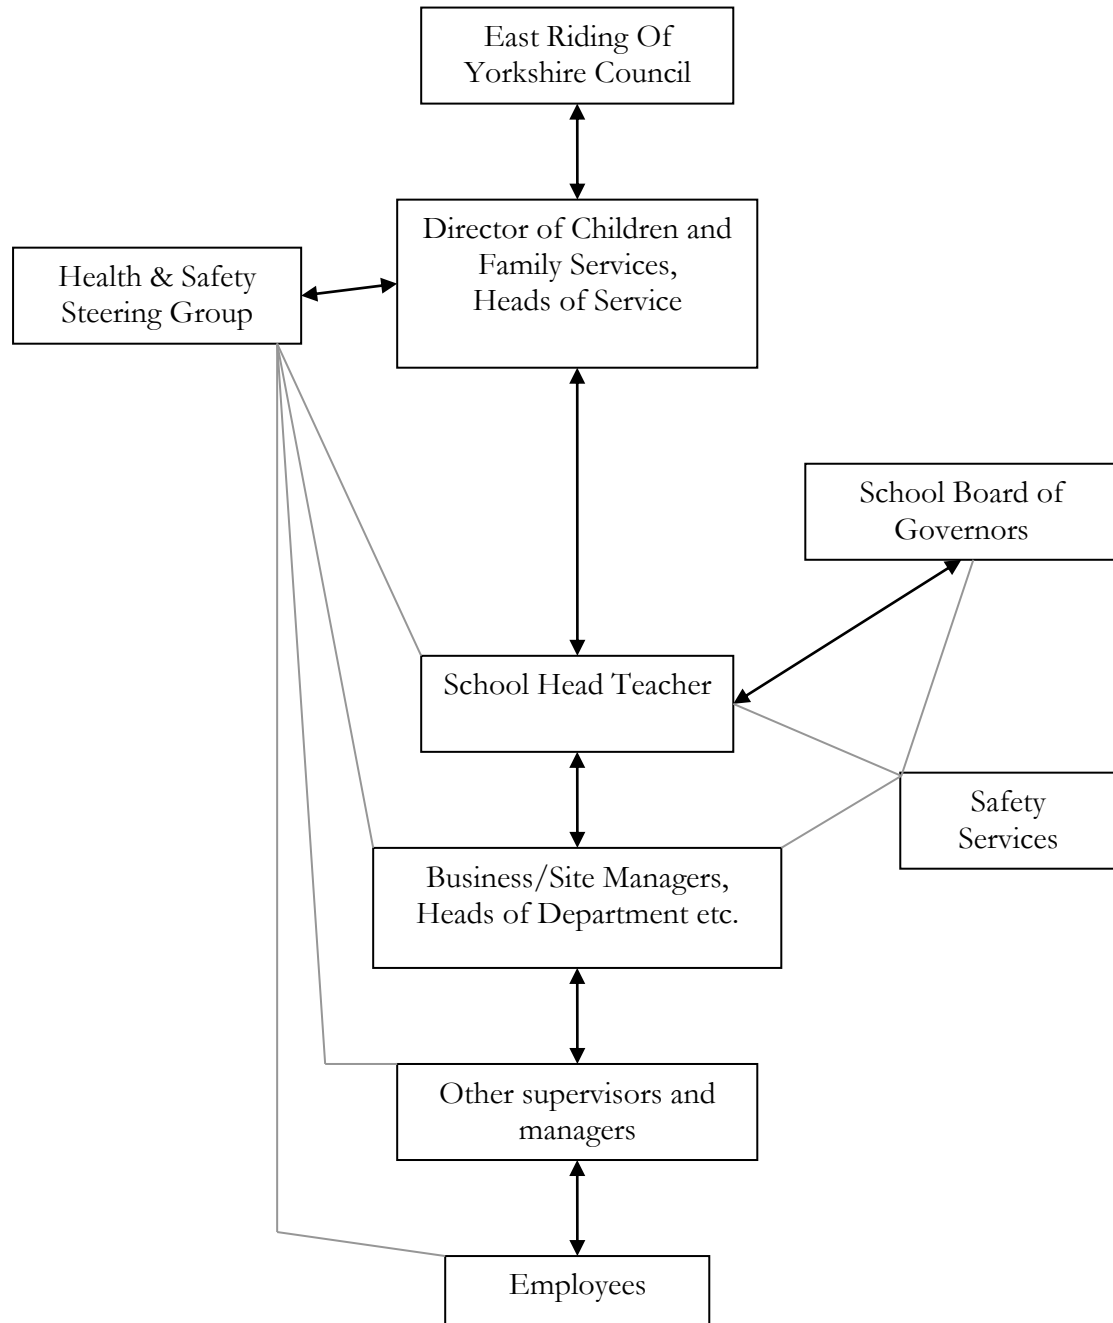 East Riding Of
Yorkshire Council
Director of Children and
Family Services,
Heads of Service
Health & Safety
Steering Group
School Board of
Governors
School Head Teacher
Safety
Services
Business/Site Managers,
Heads of Department etc.
Other supervisors and
managers
Employees